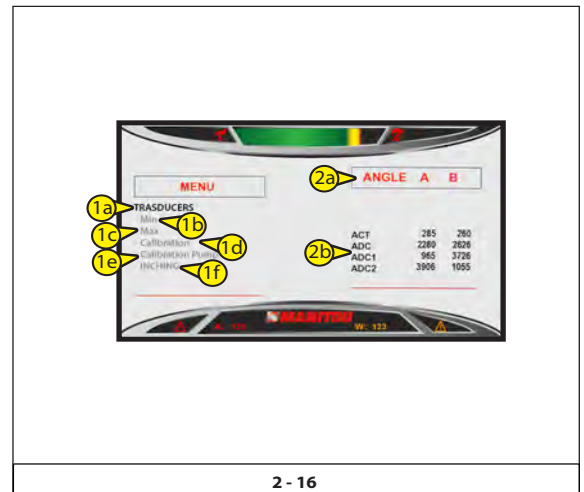 MENU
1a TRASDUCERS
Min 1b
1c Max
Calibration 1d
1e Calibration Pump
INCHING 1f
2a ANGLE A B
ACT 285 260
2b ADC 2280 2626
ADC1 965 3726
ADC2 3906 1055
MANITOU
W: 123
2 - 16